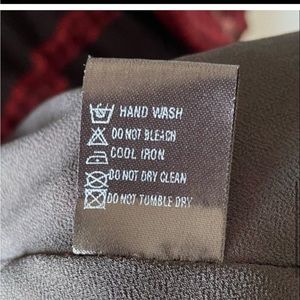 HAND WASH
DO NOT BLEACH
COOL IRON
DO NOT DRY CLEAN
DO NOT TUMBLE DRY